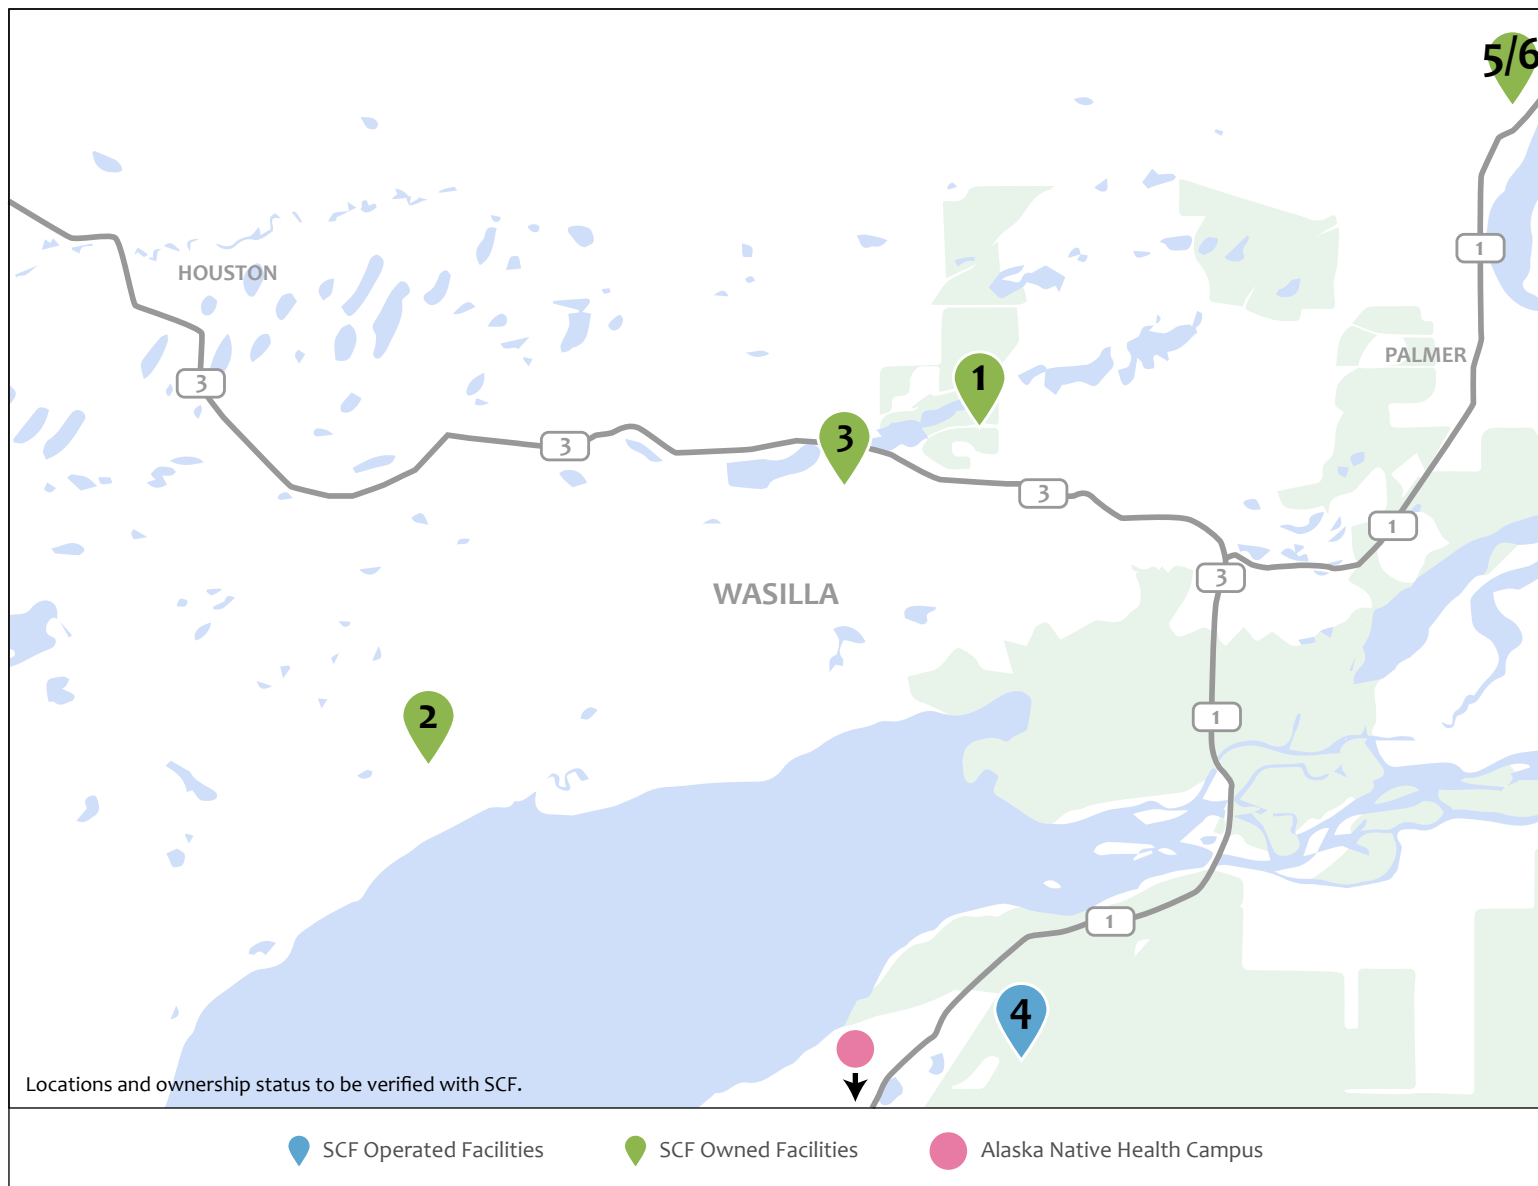 5/6
1
HOUSTON
PALMER
1
3
3
3
3
1
3
WASILLA
2
1
1
4
Locations and ownership status to be verified with SCF.
SCF Operated Facilities
SCF Owned Facilities
Alaska Native Health Campus